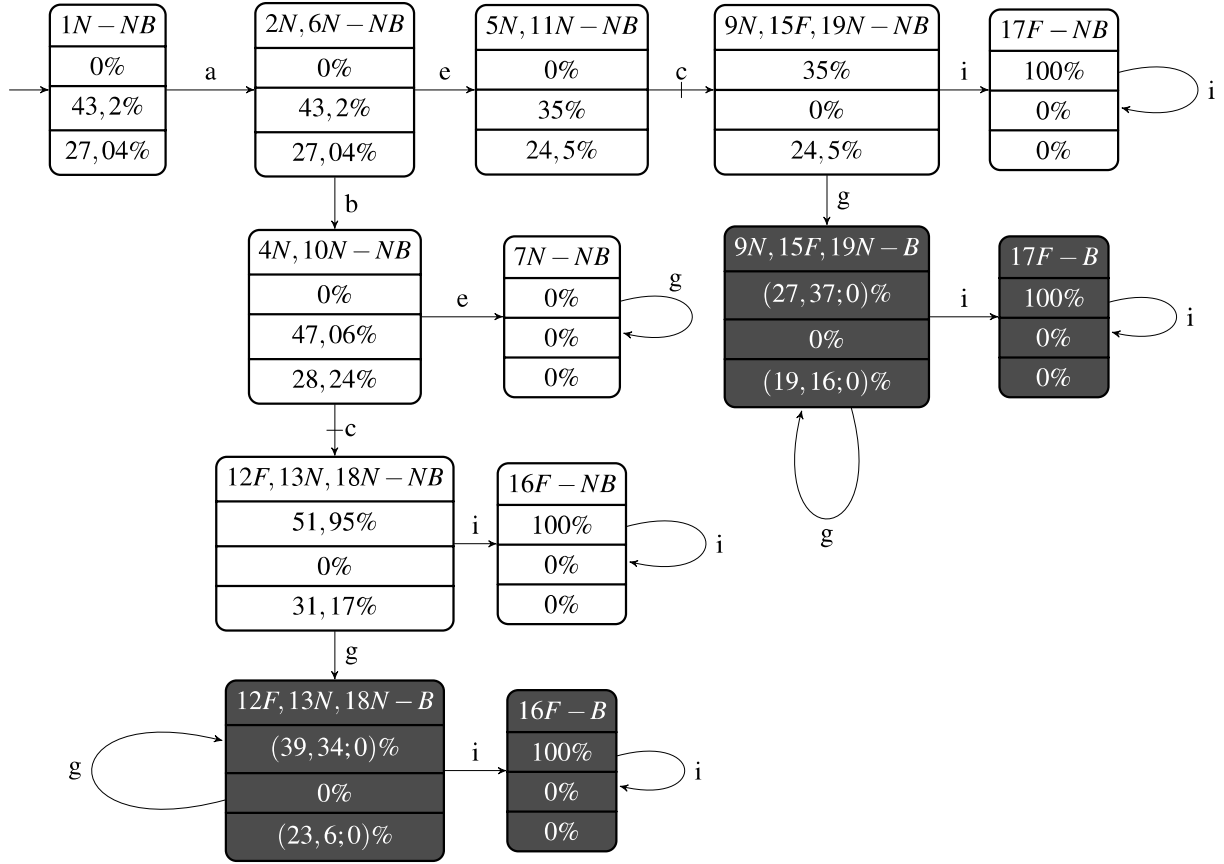 1N − NB
0%
43,2%
27,04%
a
2N,6N − NB
0%
43,2%
27,04%
e
5N,11N − NB
0%
35%
24,5%
c
9N,15F,19N − NB
35%
0%
24,5%
i
17F − NB
100%
0%
0%
i
b
g
4N,10N − NB
0%
47,06%
28,24%
e
7N − NB
0%
0%
0%
g
9N,15F,19N − B
(27,37;0)%
0%
(19,16;0)%
i
17F − B
100%
0%
0%
i
g
c
12F,13N,18N − NB
51,95%
0%
31,17%
i
16F − NB
100%
0%
0%
i
g
12F,13N,18N − B
(39,34;0)%
0%
(23,6;0)%
g
i
16F − B
100%
0%
0%
i